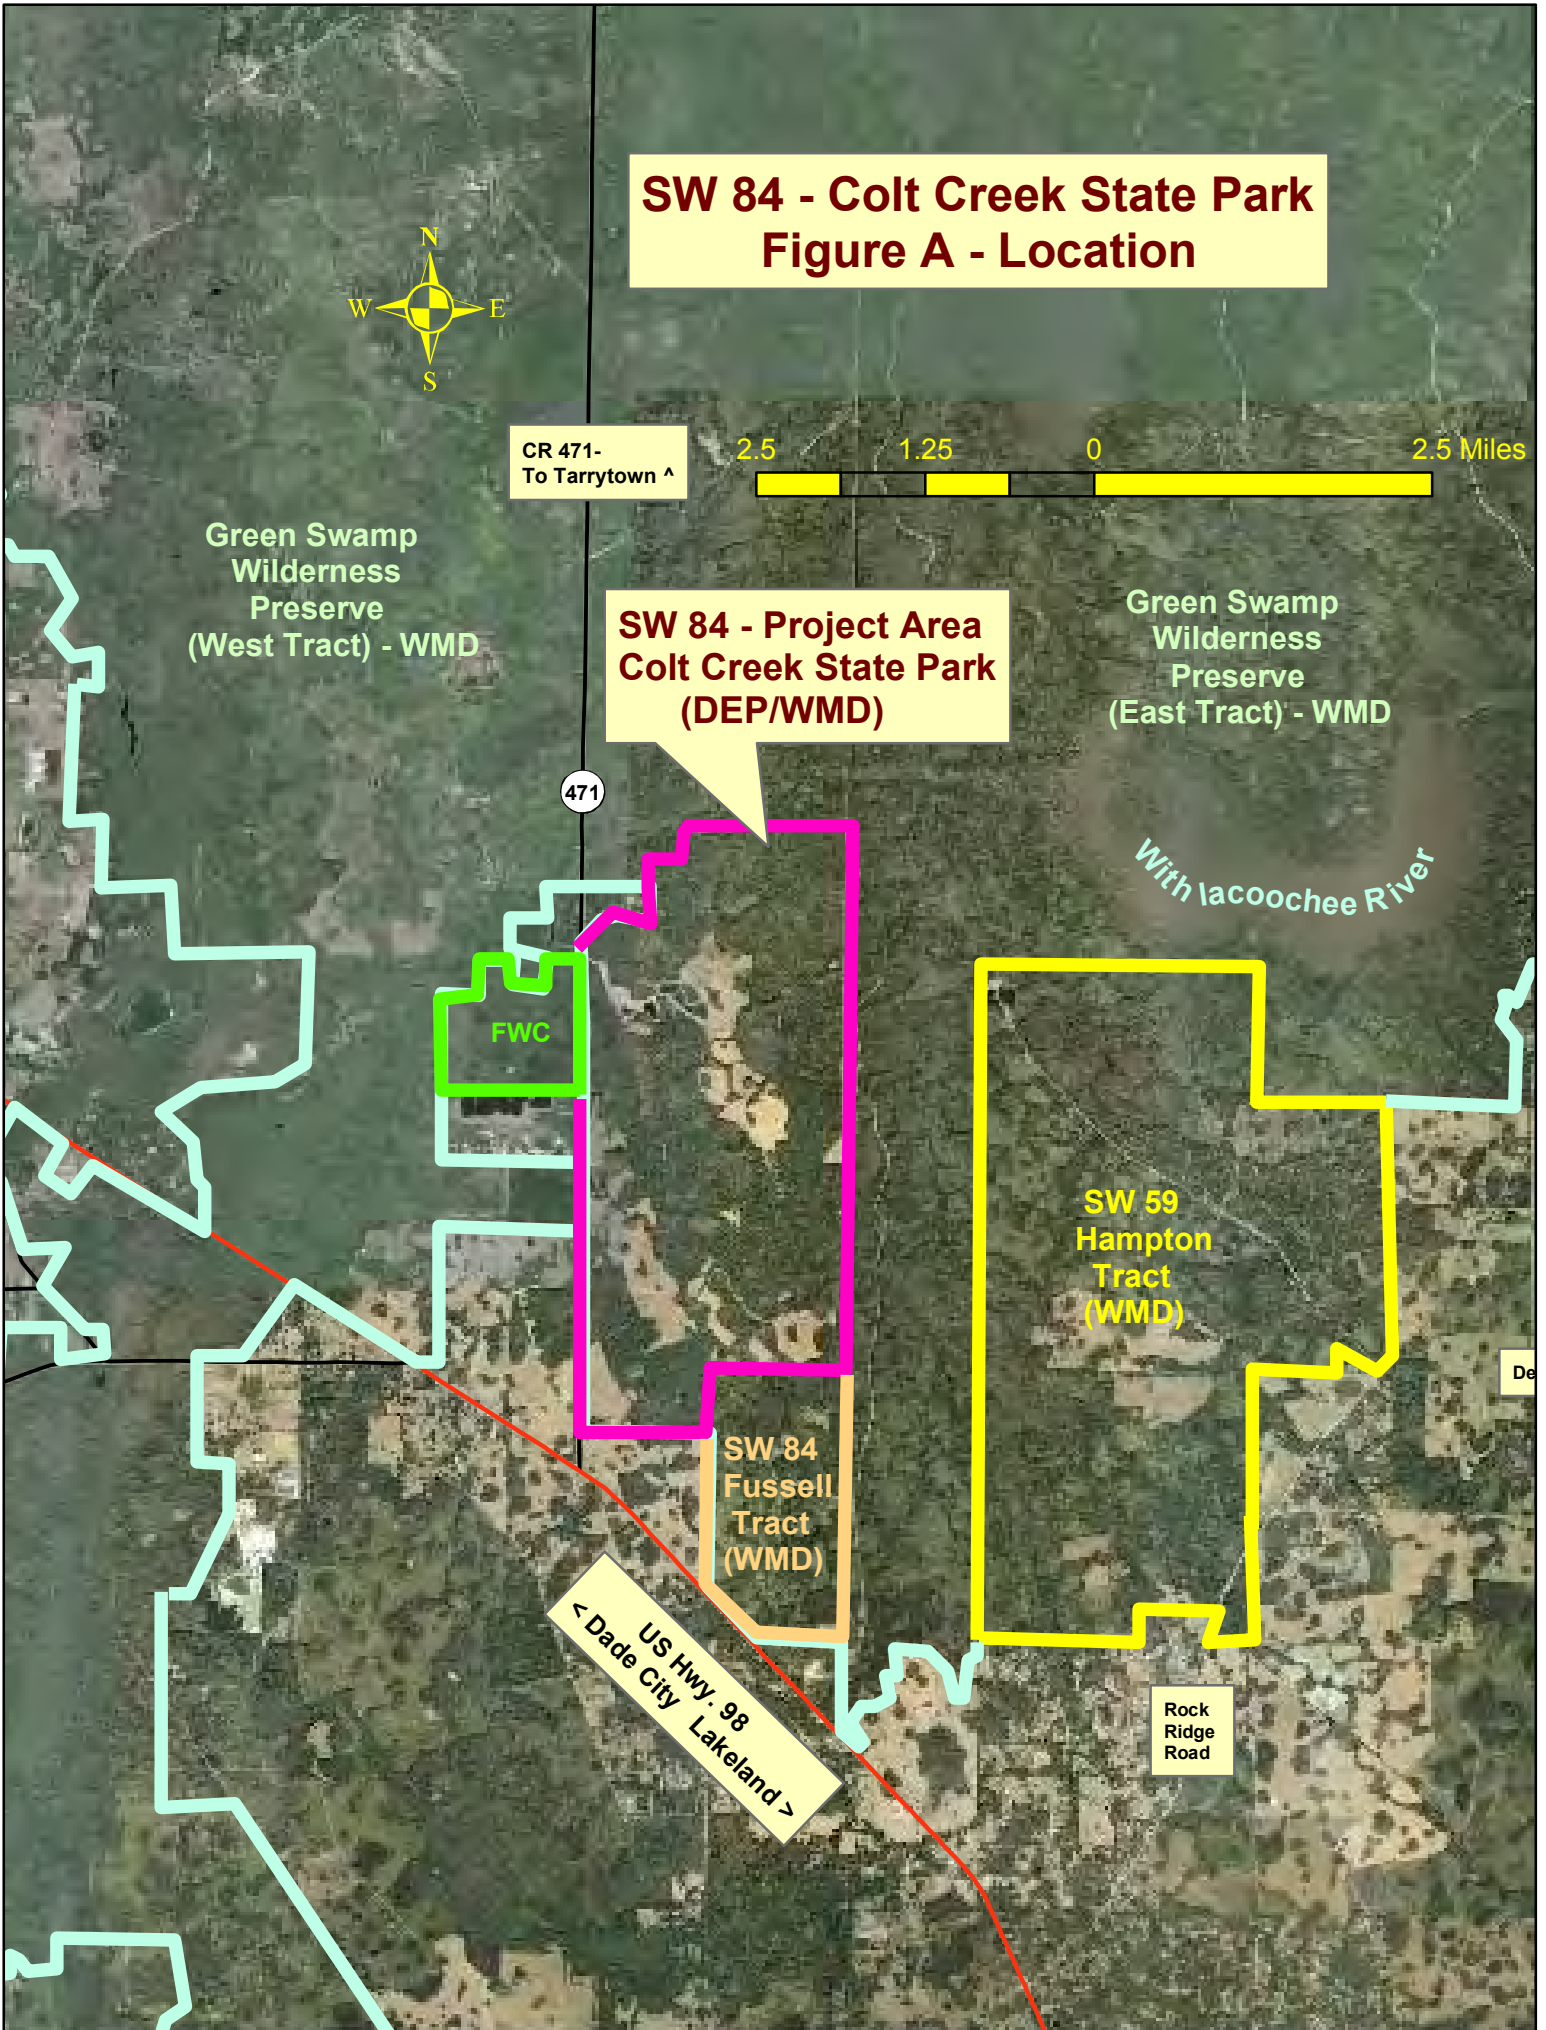 SW 84 - Colt Creek State Park
Figure A - Location
N
W
E
S
CR 471-
To Tarrytown ^
2.5
1.25
0
2.5 Miles
Green Swamp
Wilderness
Preserve
(West Tract) - WMD
SW 84 - Project Area
Colt Creek State Park
(DEP/WMD)
Green Swamp
Wilderness
Preserve
(East Tract) - WMD
471
With lacoochee River
FWC
SW 59
Hampton
Tract
(WMD)
De
SW 84
Fussell
Tract
(WMD)
US Hwy. 98
< Dade City Lakeland >
Rock
Ridge
Road